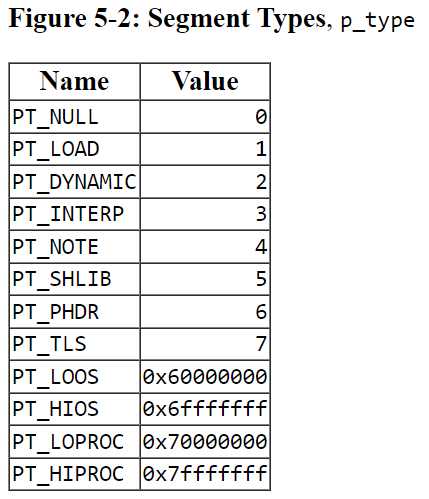 Figure 5-2: Segment Types, p_type
Name Value
PT_NULL 0
PT_LOAD 1
PT_DYNAMIC 2
PT_INTERP 3
PT_NOTE 4
PT_SHLIB 5
PT_PHDR 6
PT_TLS 7
PT_LOOS 0x60000000
PT_HIOS 0x6fffffff
PT_LOPROC 0x70000000
PT_HIPROC 0x7fffffff